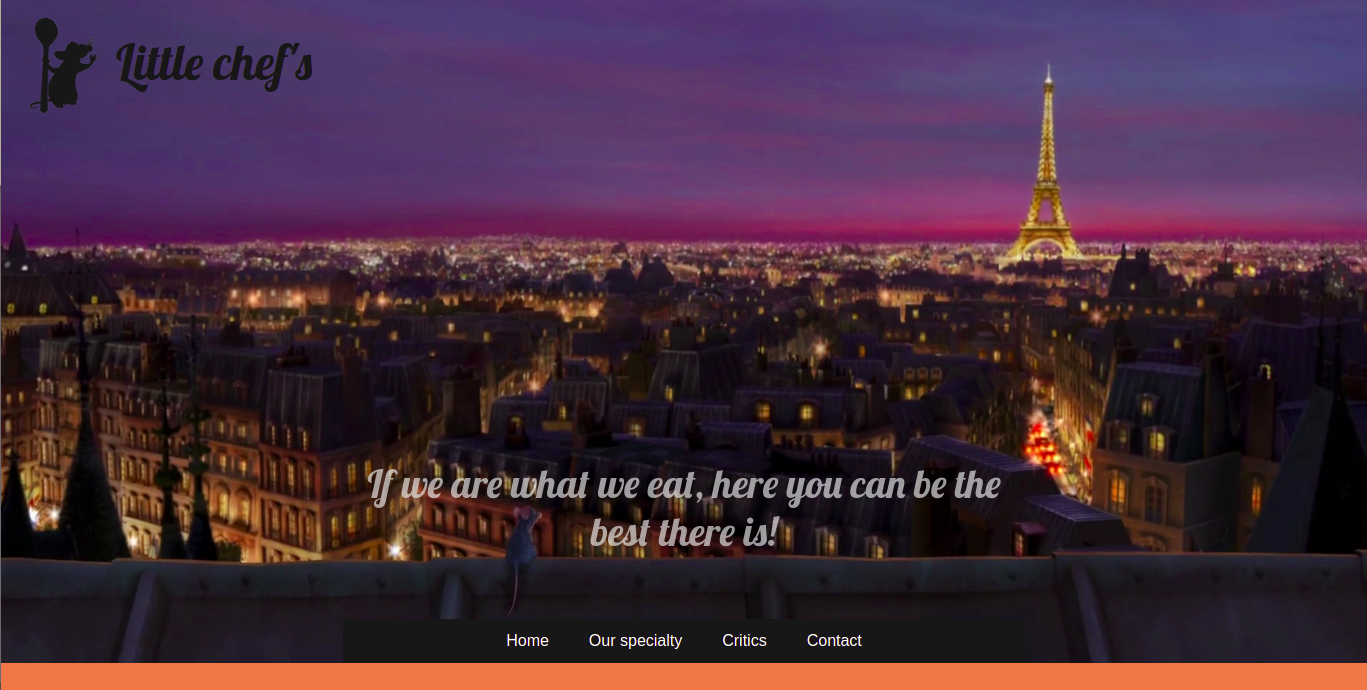 Little chef's
If we are what we eat, here you can be the
best there is!
Home Our specialty Critics Contact